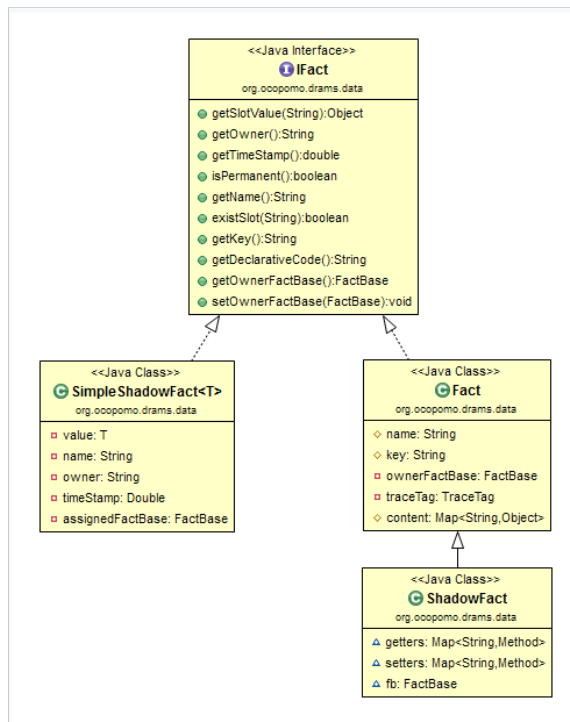 <<Java Interface>>
IFact
org.ocopomo.drams.data
getSlotValue(String):Object
getOwner():String
getTimeStamp():double
isPermanent():boolean
getName():String
existSlot(String):boolean
getKey():String
getDeclarativeCode():String
getOwnerFactBase():FactBase
setOwnerFactBase(FactBase):void
<<Java Class>>
SimpleShadowFact<T>
org.ocopomo.drams.data
value: T
name: String
owner: String
timeStamp: Double
assignedFactBase: FactBase
<<Java Class>>
Fact
org.ocopomo.drams.data
name: String
key: String
ownerFactBase: FactBase
traceTag: TraceTag
content: Map<String,Object>
<<Java Class>>
ShadowFact
org.ocopomo.drams.data
getters: Map<String,Method>
setters: Map<String,Method>
fb: FactBase